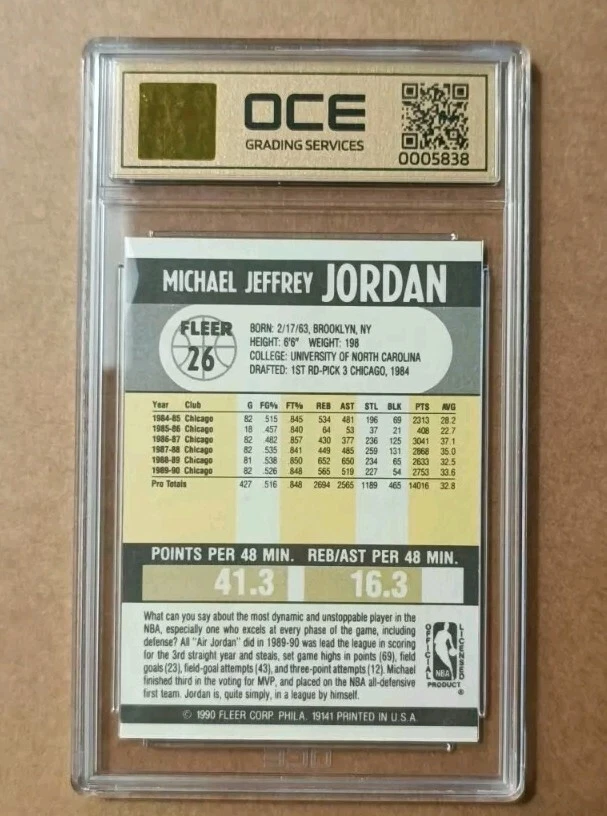 OCE
GRADING SERVICES
0005838
MICHAEL JEFFREY JORDAN
FLEER
26
BORN: 2/17/63, BROOKLYN, NY
HEIGHT: 6'6" WEIGHT: 198
COLLEGE: UNIVERSITY OF NORTH CAROLINA
DRAFTED: 1ST RD-PICK 3 CHICAGO, 1984
Year Club G FG% FT% REB AST STL BLK PTS AVG
1984-85 Chicago 82 .515 .845 534 481 196 69 2313 28.2
1985-86 Chicago 18 .457 .840 64 53 37 21 408 22.7
1986-87 Chicago 82 .482 .857 430 377 236 125 3041 37.1
1987-88 Chicago 82 .535 .841 449 485 259 131 2868 35.0
1988-89 Chicago 81 .538 .850 652 650 234 65 2633 32.5
1989-90 Chicago 82 .526 .848 565 519 227 54 2753 33.6
Pro Totals 427 .516 .848 2694 2565 1189 465 14016 32.8
POINTS PER 48 MIN. REB/AST PER 48 MIN.
41.3 16.3
What can you say about the most dynamic and unstoppable player in the
NBA, especially one who excels at every phase of the game, including
defense? All "Air Jordan" did in 1989-90 was lead the league in scoring
for the 3rd straight year and steals, set game highs in points (69), field
goals (23), field-goal attempts (43), and three-point attempts (12). Michael
finished third in the voting for MVP, and placed on the NBA all-defensive
first team. Jordan is, quite simply, in a league by himself.
OFFICIAL
LICENSED
NBA
PRODUCT ®
© 1990 FLEER CORP. PHILA. 19141 PRINTED IN U.S.A.